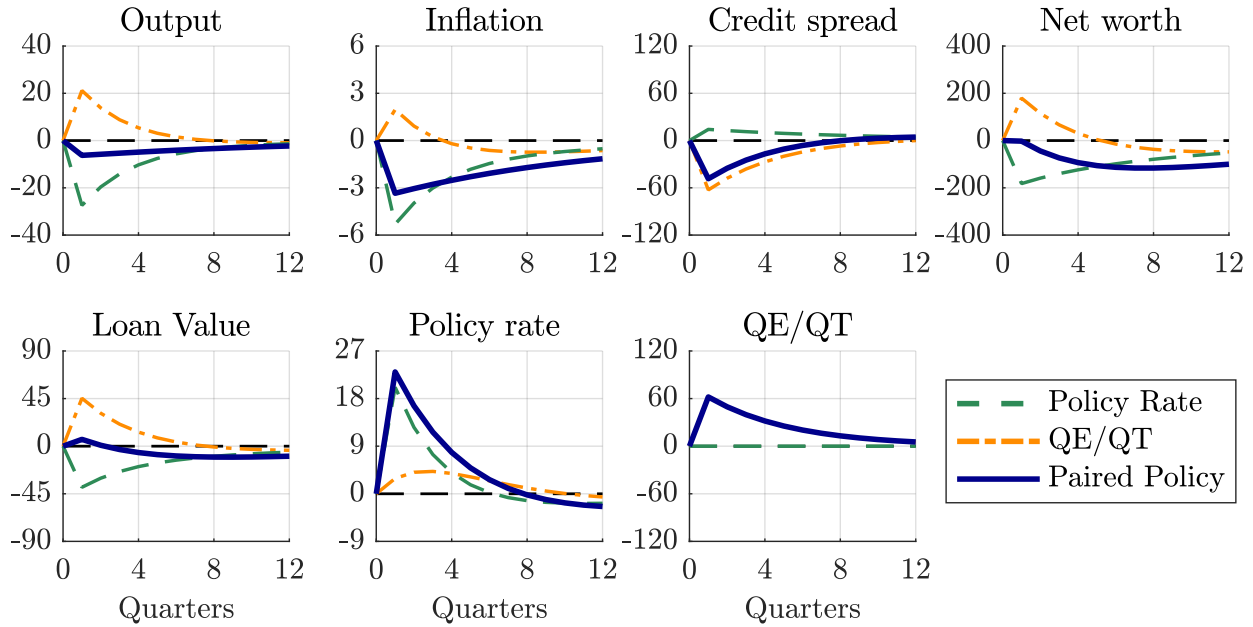 Output
Inflation
Credit spread
Net worth
40
20
0
-20
-40
0 4 8 12
6
3
0
-3
-6
0 4 8 12
120
60
0
-60
-120
0 4 8 12
400
200
0
-200
-400
0 4 8 12
Loan Value
Policy rate
QE/QT
90
45
0
-45
-90
0 4 8 12
Quarters
27
18
9
0
-9
0 4 8 12
Quarters
120
60
0
-60
-120
0 4 8 12
Quarters
Policy Rate
QE/QT
Paired Policy